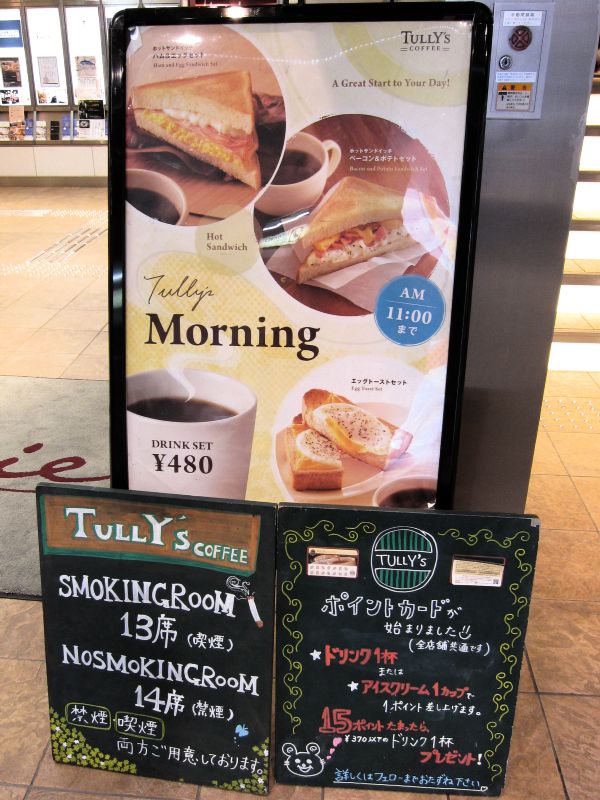 TULLY'S
COFFEE
A Great Start to Your Day!
ホットサンドイッチ
ハム&エッグセット
Ham and Egg Sandwich Set
ホットサンドイッチ
ベーコン&ポテトセット
Bacon and Potato Sandwich Set
Hot
Sandwich
Tully's
Morning
AM
11:00
まで
エッグトーストセット
Egg Toast Set
DRINK SET
¥480
TULLY'S COFFEE
SMOKINGROOM
13席(喫煙)
NOSMOKINGROOM
14席(禁煙)
禁煙・喫煙
両方ご用意しております。
TULLY'S
ポイントカードが
始まりました!!
(全店舗共通です)
★ドリンク1杯
または
★アイスクリーム1カップで
1ポイント差し上げます。
15ポイントたまったら、
¥370以下のドリンク1杯
プレゼント!
詳しくはフェローまでおたずね下さい